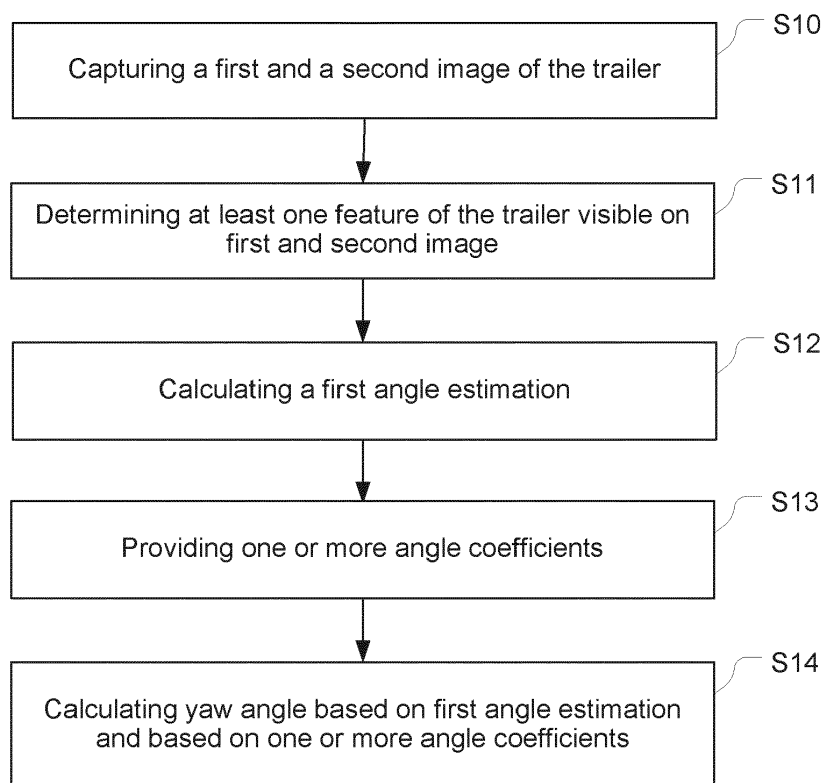 S10
Capturing a first and a second image of the trailer
S11
Determining at least one feature of the trailer visible on
first and second image
S12
Calculating a first angle estimation
S13
Providing one or more angle coefficients
S14
Calculating yaw angle based on first angle estimation
and based on one or more angle coefficients